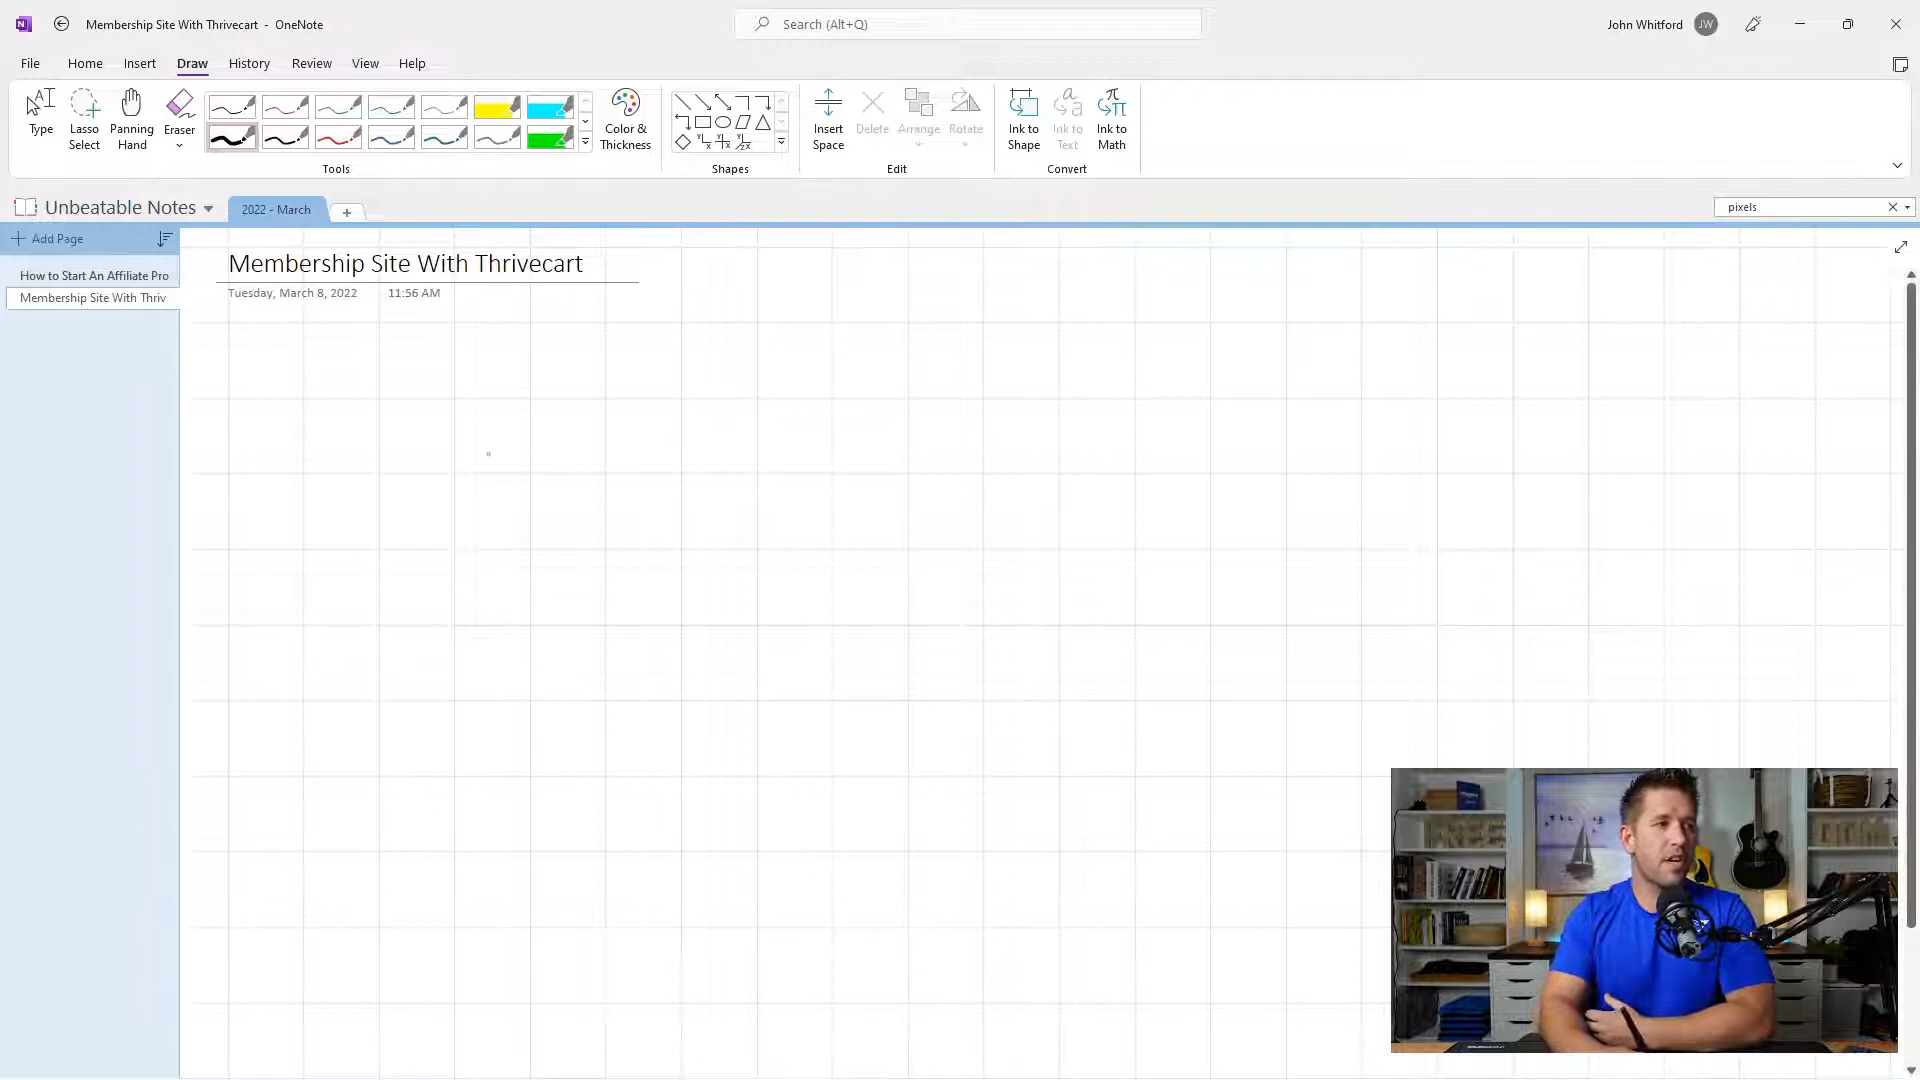 Membership Site With Thrivecart - OneNote
Search (Alt+Q)
John Whitford
JW
File
Home
Insert
Draw
History
Review
View
Help
Type
Lasso
Select
Panning
Hand
Eraser
Color &
Thickness
Insert
Space
Delete
Arrange
Rotate
Ink to
Shape
Ink to
Text
Ink to
Math
Tools
Shapes
Edit
Convert
Unbeatable Notes
2022 - March
pixels
Add Page
How to Start An Affiliate Pro
Membership Site With Thriv
Membership Site With Thrivecart
Tuesday, March 8, 2022
11:56 AM